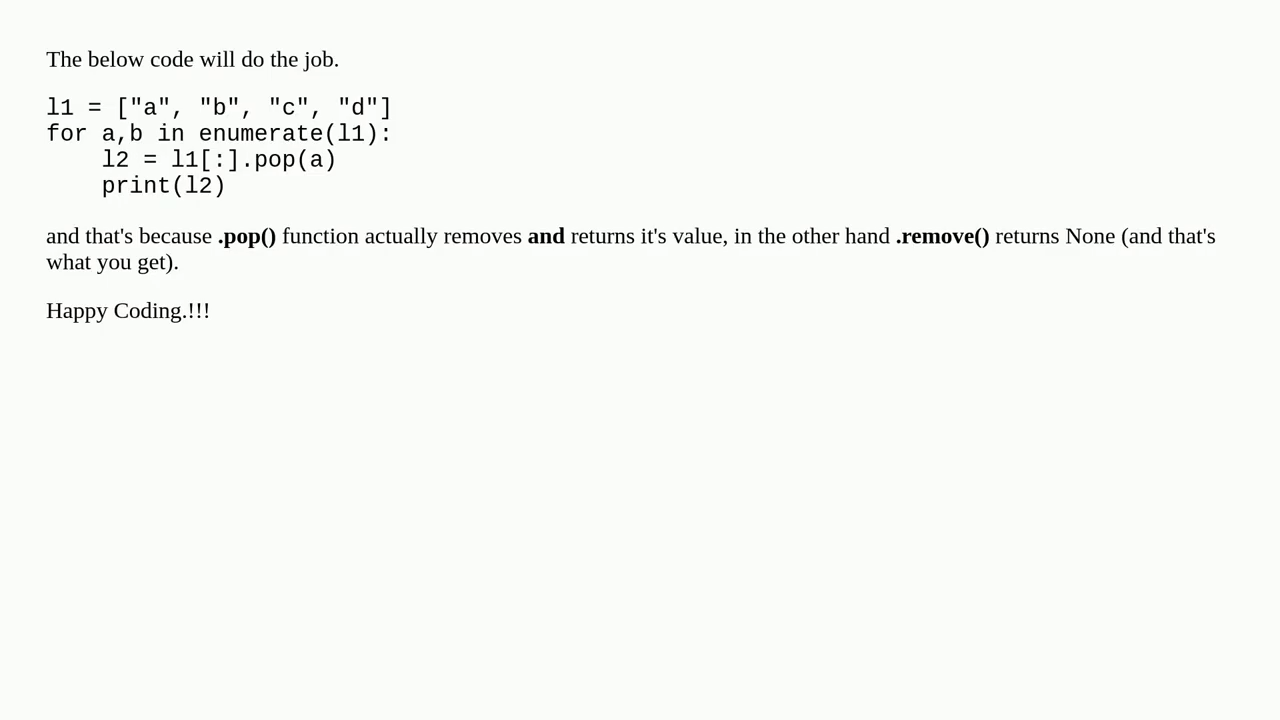 The below code will do the job.
l1 = ["a", "b", "c", "d"]
for a,b in enumerate(l1):
    l2 = l1[:].pop(a)
    print(l2)
and that's because .pop() function actually removes and returns it's value, in the other hand .remove() returns None (and that's
what you get).
Happy Coding.!!!